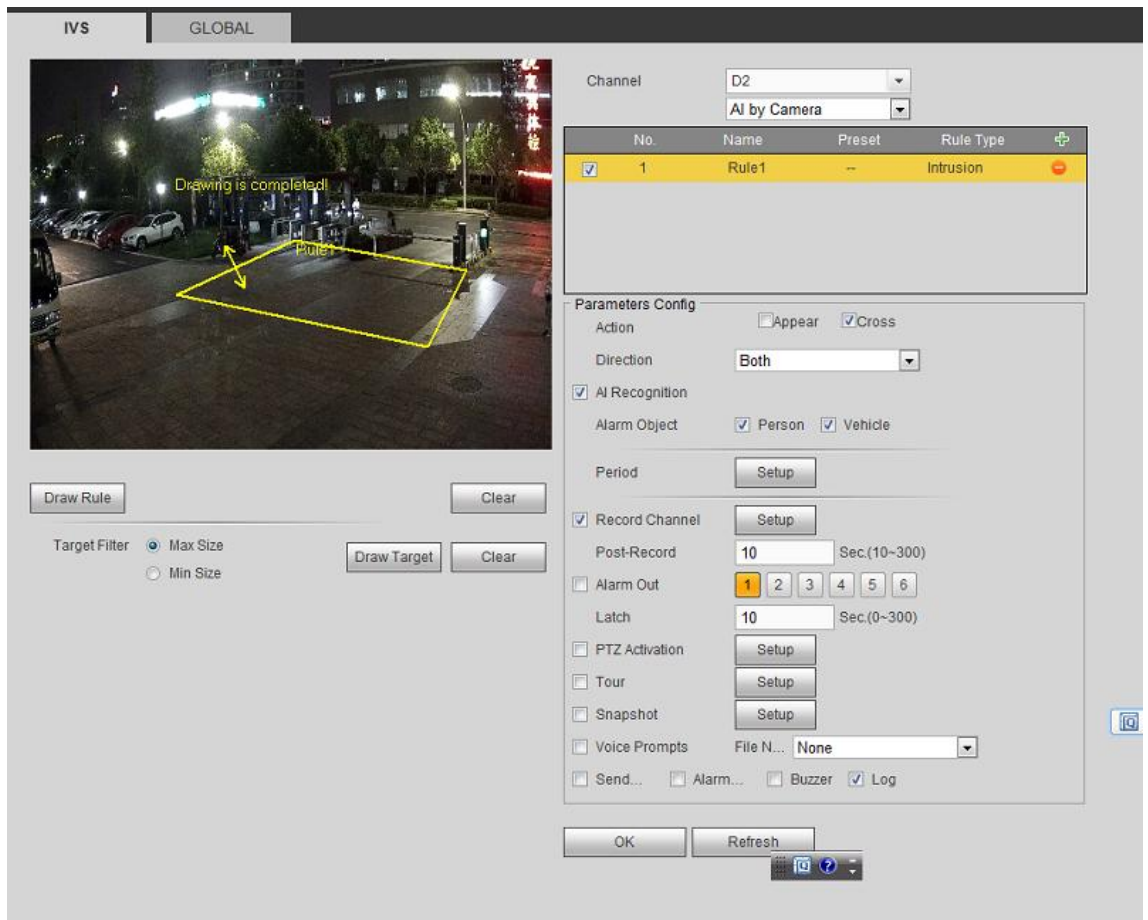 IVS GLOBAL
Drawing is completed!
Rule1
Draw Rule Clear
Target Filter Max Size
Draw Target Clear
Min Size
Channel D2
AI by Camera
No. Name Preset Rule Type
1 Rule1 -- Intrusion
Parameters Config
Action Appear Cross
Direction Both
AI Recognition
Alarm Object Person Vehicle
Period Setup
Record Channel Setup
Post-Record 10 Sec.(10~300)
Alarm Out 1 2 3 4 5 6
Latch 10 Sec.(0~300)
PTZ Activation Setup
Tour Setup
Snapshot Setup
Voice Prompts File N... None
Send... Alarm... Buzzer Log
OK Refresh